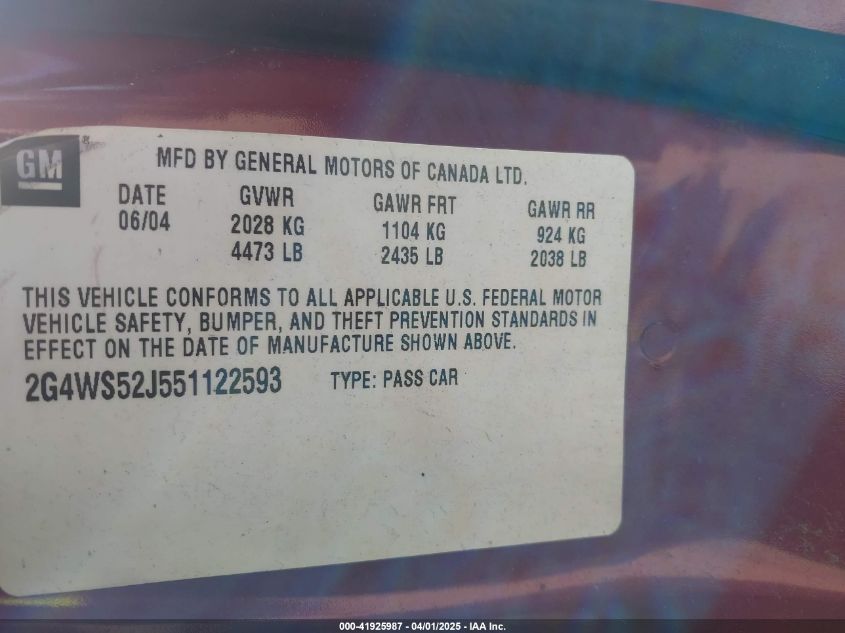 GM®
MFD BY GENERAL MOTORS OF CANADA LTD.
DATE GVWR GAWR FRT GAWR RR
06/04 2028 KG 1104 KG 924 KG
4473 LB 2435 LB 2038 LB
THIS VEHICLE CONFORMS TO ALL APPLICABLE U.S. FEDERAL MOTOR
VEHICLE SAFETY, BUMPER, AND THEFT PREVENTION STANDARDS IN
EFFECT ON THE DATE OF MANUFACTURE SHOWN ABOVE.
2G4WS52J551122593 TYPE: PASS CAR
000-41925987 - 04/01/2025 - IAA Inc.